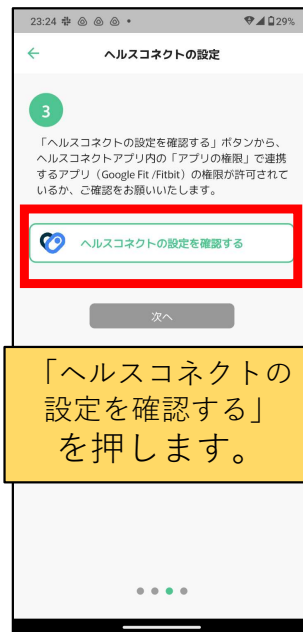 23:24
29%
ヘルスコネクトの設定
3
「ヘルスコネクトの設定を確認する」ボタンから、
ヘルスコネクトアプリ内の「アプリの権限」で連携
するアプリ（Google Fit /Fitbit）の権限が許可されて
いるか、ご確認をお願いいたします。
ヘルスコネクトの設定を確認する
次へ
「ヘルスコネクトの
設定を確認する」
を押します。